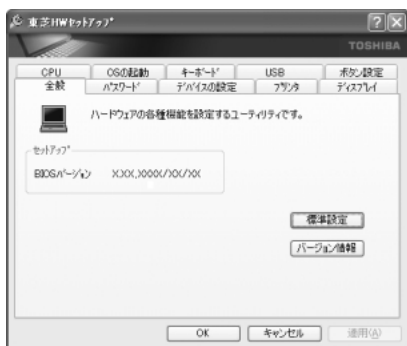 東芝HWセットアップ
TOSHIBA
CPU OSの起動 キーボード USB ボタン設定
全般 パスワード デバイスの設定 プリンタ ディスプレイ
ハードウェアの各種機能を設定するユーティリティです。
セットアップ
BIOSバージョン X.XX,XXXX/XX/XX
標準設定
バージョン情報
OK キャンセル 適用(A)